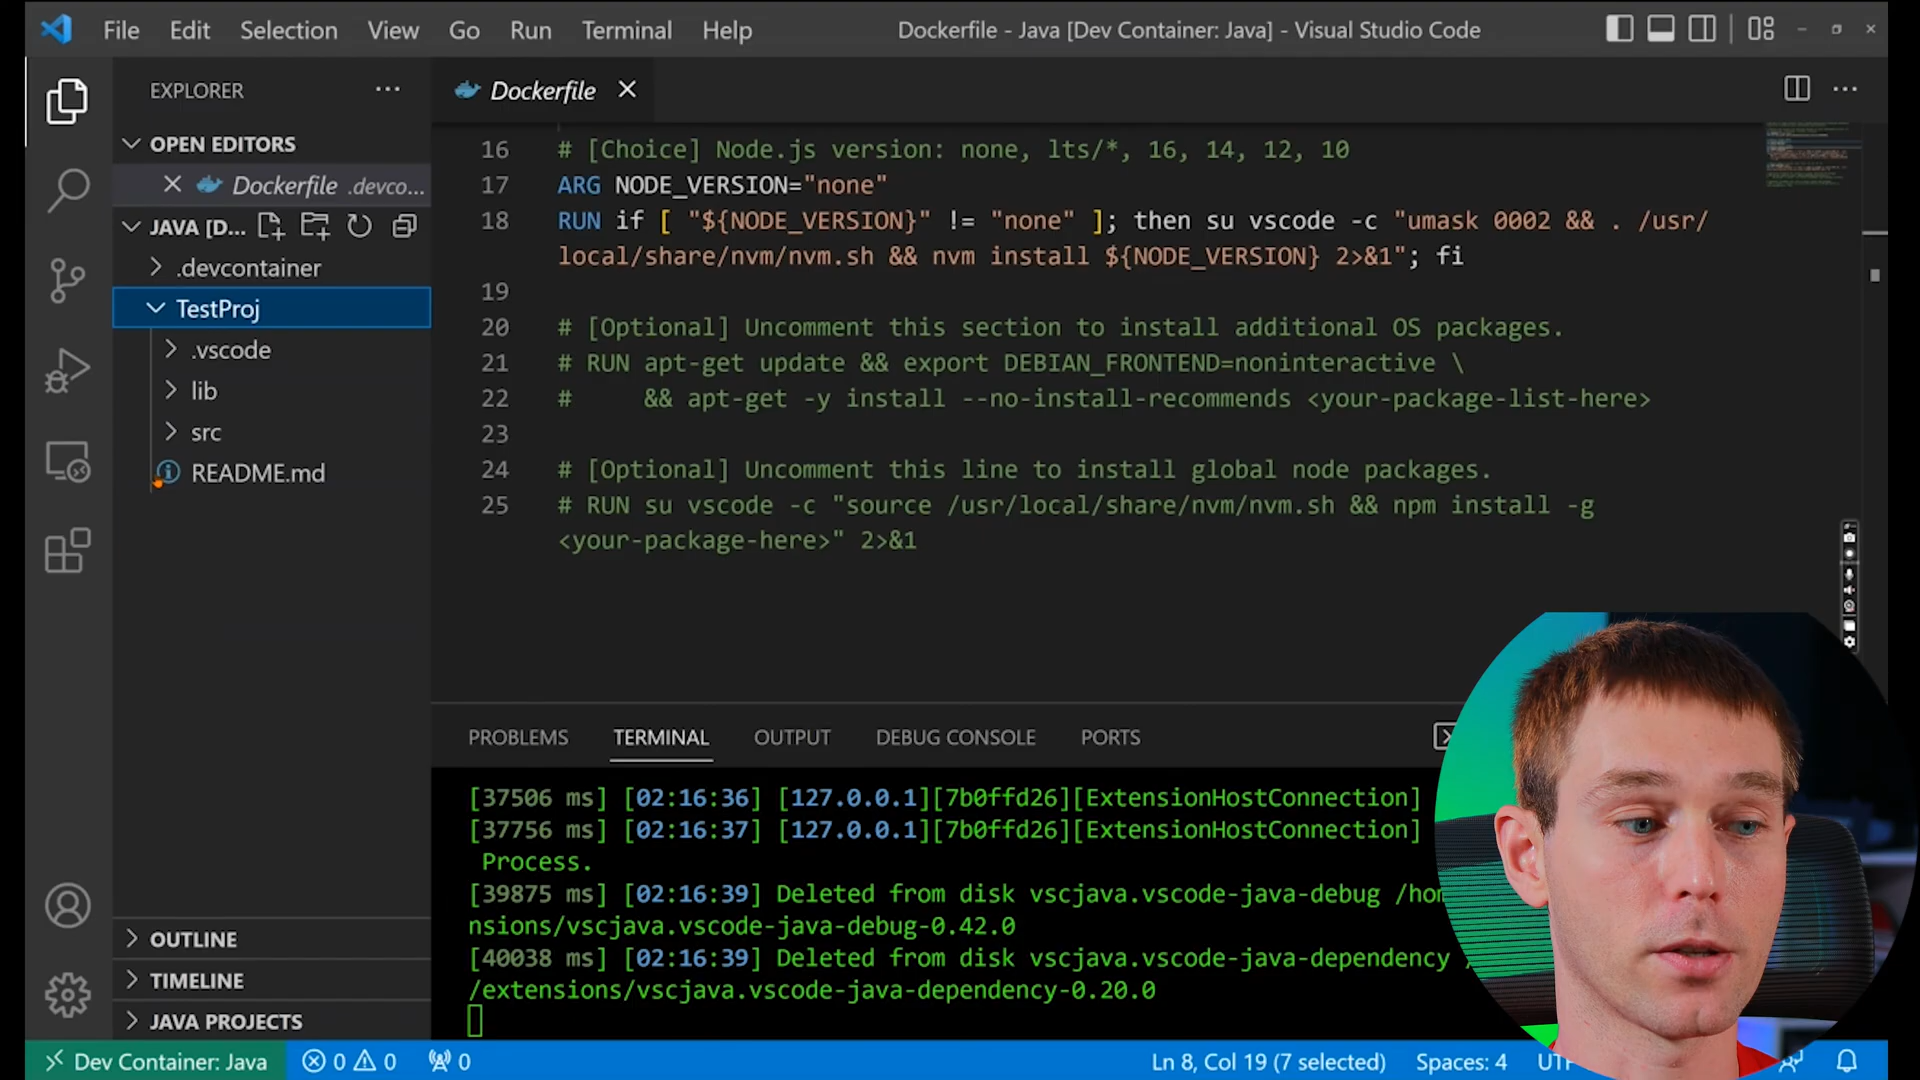 File Edit Selection View Go Run Terminal Help Dockerfile - Java [Dev Container: Java] - Visual Studio Code
EXPLORER
Dockerfile
OPEN EDITORS
Dockerfile .devco...
JAVA [D...
.devcontainer
TestProj
.vscode
lib
src
README.md
16 # [Choice] Node.js version: none, lts/*, 16, 14, 12, 10
17 ARG NODE_VERSION="none"
18 RUN if [ "${NODE_VERSION}" != "none" ]; then su vscode -c "umask 0002 && . /usr/
local/share/nvm/nvm.sh && nvm install ${NODE_VERSION} 2>&1"; fi
19
20 # [Optional] Uncomment this section to install additional OS packages.
21 # RUN apt-get update && export DEBIAN_FRONTEND=noninteractive \
22 #     && apt-get -y install --no-install-recommends <your-package-list-here>
23
24 # [Optional] Uncomment this line to install global node packages.
25 # RUN su vscode -c "source /usr/local/share/nvm/nvm.sh && npm install -g
<your-package-here>" 2>&1
PROBLEMS TERMINAL OUTPUT DEBUG CONSOLE PORTS
[37506 ms] [02:16:36] [127.0.0.1][7b0ffd26][ExtensionHostConnection]
[37756 ms] [02:16:37] [127.0.0.1][7b0ffd26][ExtensionHostConnection]
Process.
[39875 ms] [02:16:39] Deleted from disk vscjava.vscode-java-debug /hom
nsions/vscjava.vscode-java-debug-0.42.0
[40038 ms] [02:16:39] Deleted from disk vscjava.vscode-java-dependency
/extensions/vscjava.vscode-java-dependency-0.20.0
OUTLINE
TIMELINE
JAVA PROJECTS
Dev Container: Java 0 0 0 Ln 8, Col 19 (7 selected) Spaces: 4 UT